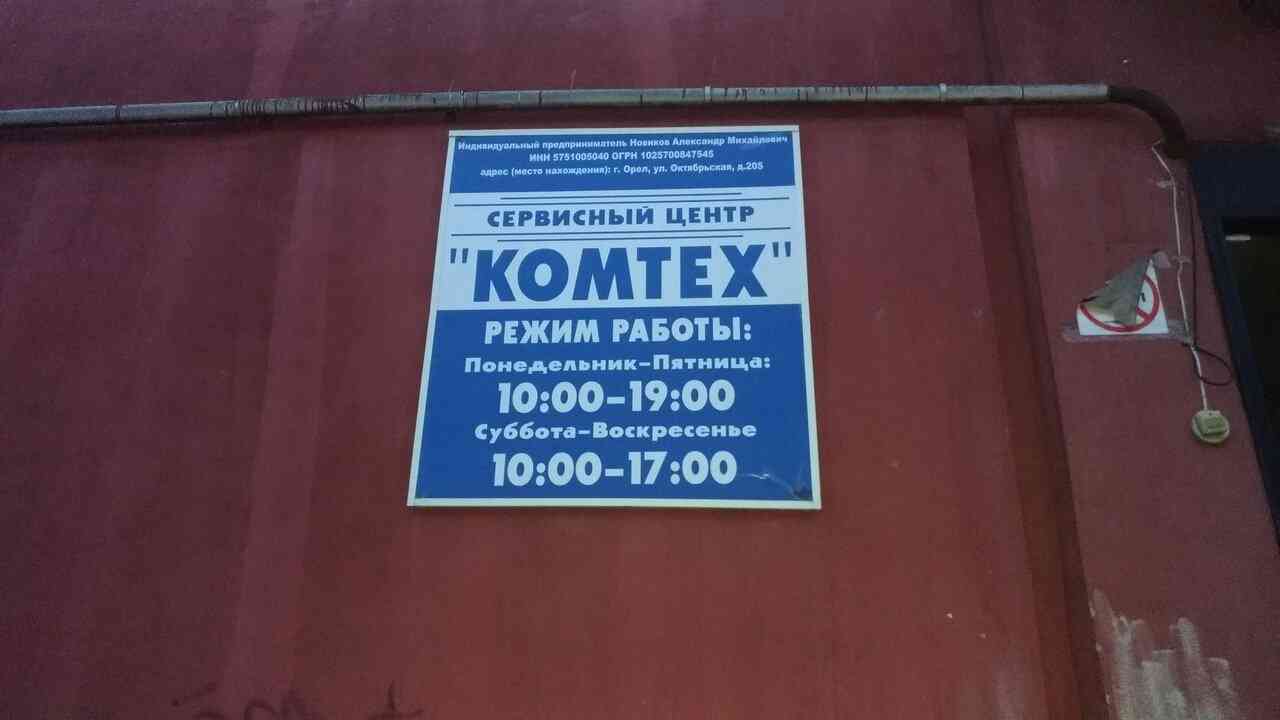 Индивидуальный предприниматель Новиков Александр Михайлович
ИНН 5751005040 ОГРН 1025700847545
адрес (место нахождения): г. Орел, ул. Октябрьская, д.205
СЕРВИСНЫЙ ЦЕНТР
"КОМТЕХ"
РЕЖИМ РАБОТЫ:
Понедельник-Пятница:
10:00-19:00
Суббота-Воскресенье
10:00-17:00